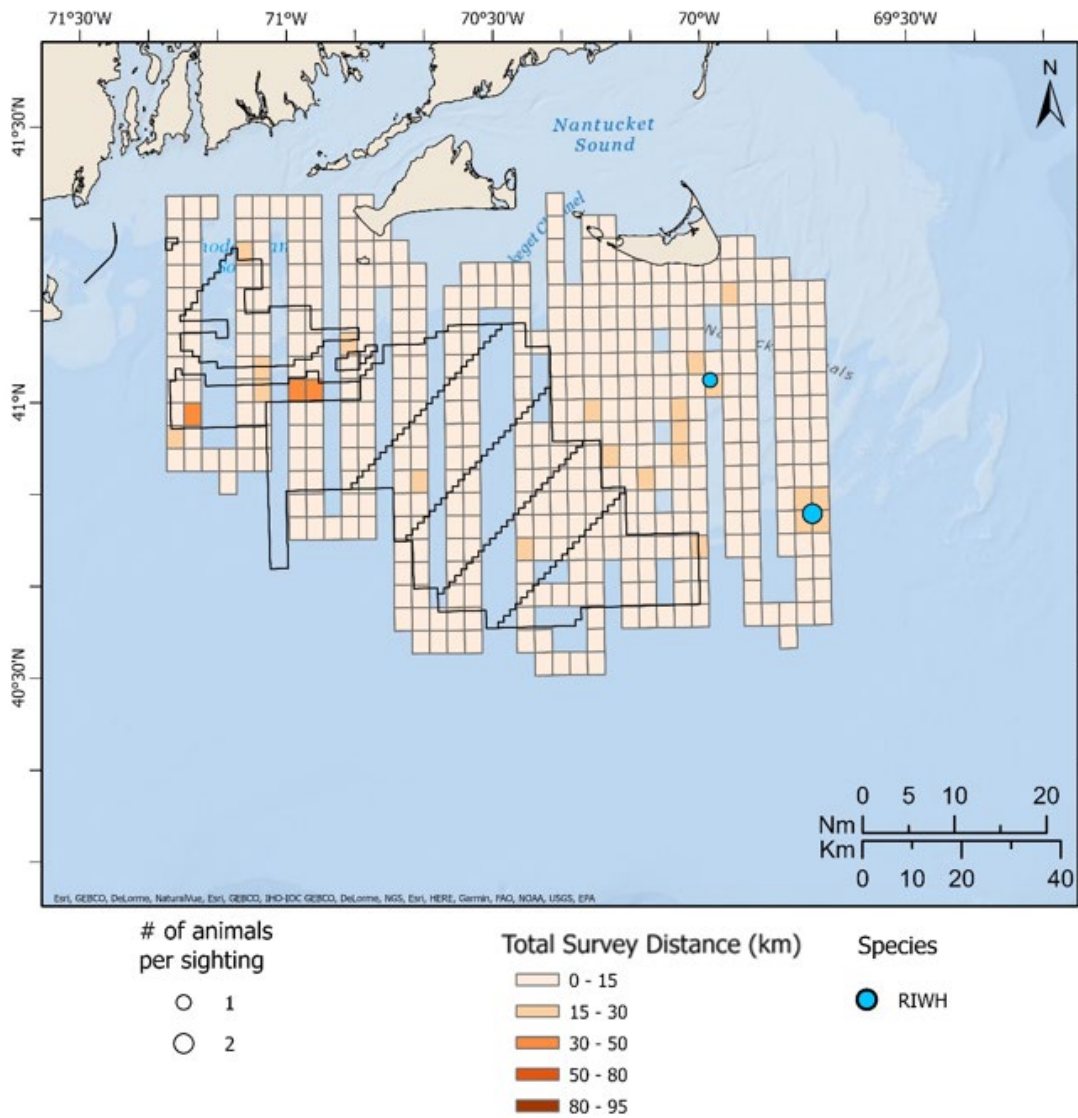 71°30'W 71°W 70°30'W 70°W 69°30'W
N
41°30'N
Nantucket
Sound
41°N
40°30'N
0 5 10 20
Nm
Km
0 10 20 40
Esri, GEBCO, DeLorme, NaturalVue, Esri, GEBCO, IHO-IOC GEBCO, DeLorme, NGS, Esri, HERE, Garmin, FAO, NOAA, USGS, EPA
# of animals
per sighting
1
2
Total Survey Distance (km)
0 - 15
15 - 30
30 - 50
50 - 80
80 - 95
Species
RIWH